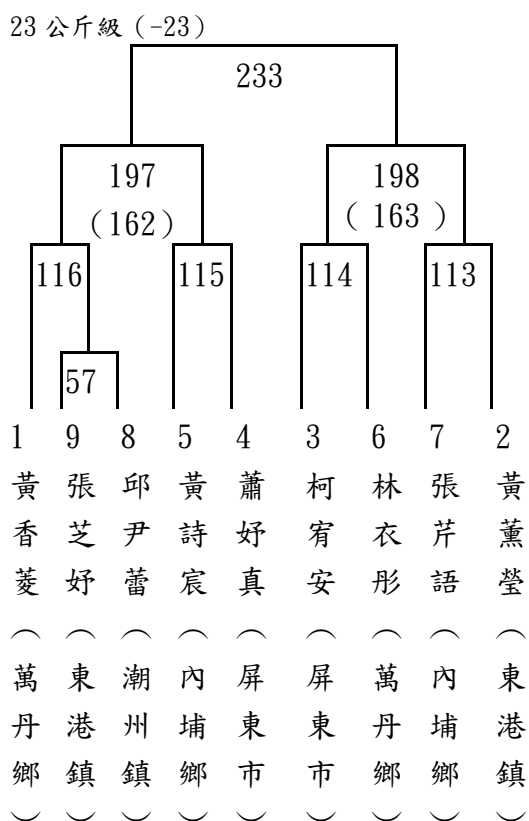 23 公斤級（-23）
233
197
（162）
198
（ 163 ）
116
115
114
113
57
1
9
8
5
4
3
6
7
2
黃香菱（萬丹鄉）
張芝妤（東港鎮）
邱尹蕾（潮州鎮）
黃詩宸（內埔鄉）
蕭妤真（屏東市）
柯宥安（屏東市）
林衣彤（萬丹鄉）
張芹語（內埔鄉）
黃薰瑩（東港鎮）